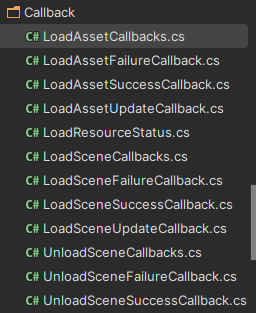 Callback
C# LoadAssetCallbacks.cs
C# LoadAssetFailureCallback.cs
C# LoadAssetSuccessCallback.cs
C# LoadAssetUpdateCallback.cs
C# LoadResourceStatus.cs
C# LoadSceneCallbacks.cs
C# LoadSceneFailureCallback.cs
C# LoadSceneSuccessCallback.cs
C# LoadSceneUpdateCallback.cs
C# UnloadSceneCallbacks.cs
C# UnloadSceneFailureCallback.cs
C# UnloadSceneSuccessCallback.cs